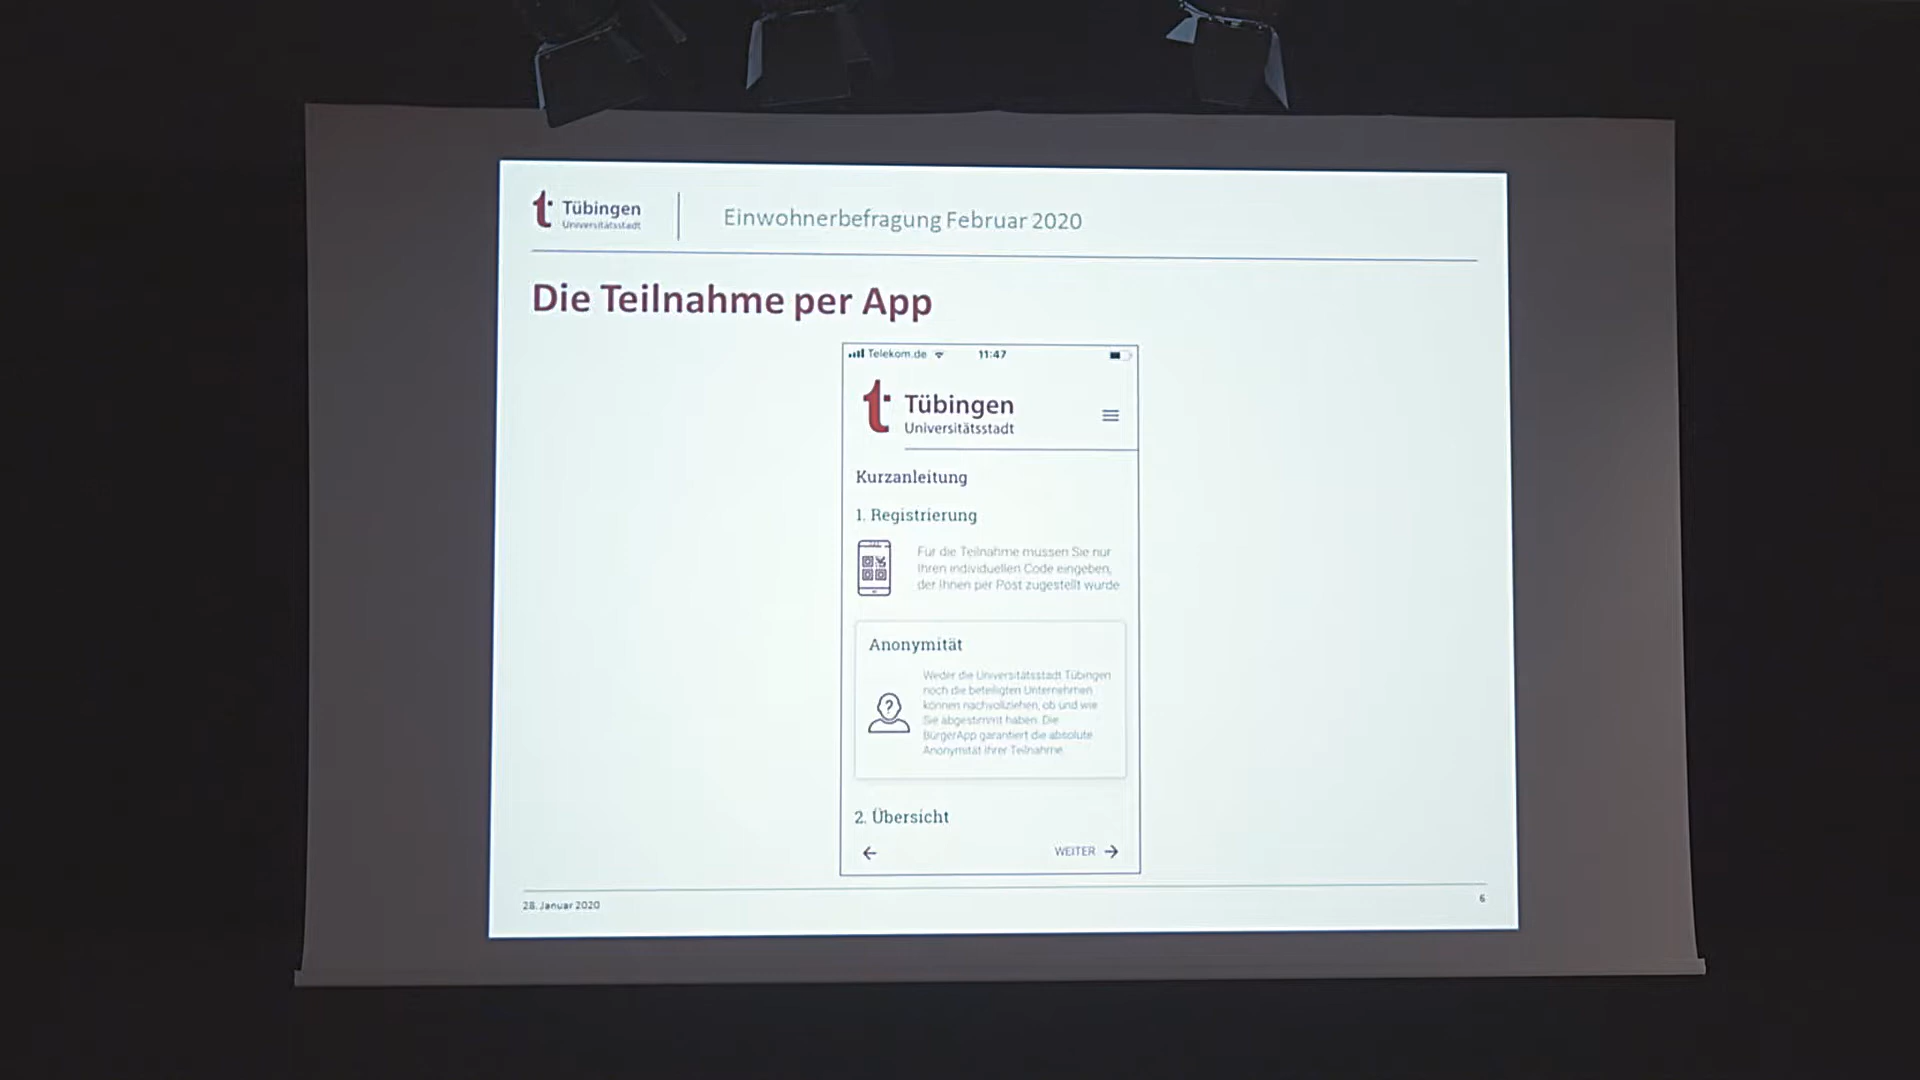 Tübingen
Universitätsstadt
Einwohnerbefragung Februar 2020
Die Teilnahme per App
Telekom.de 11:47
Tübingen
Universitätsstadt
Kurzanleitung
1. Registrierung
Für die Teilnahme müssen Sie nur
Ihren individuellen Code eingeben,
der Ihnen per Post zugestellt wurde
Anonymität
Weder die Universitätsstadt Tübingen
noch die beteiligten Unternehmen
können nachvollziehen, ob und wie
Sie abgestimmt haben. Die
BürgerApp garantiert die absolute
Anonymität Ihrer Teilnahme.
2. Übersicht
WEITER
28. Januar 2020
6